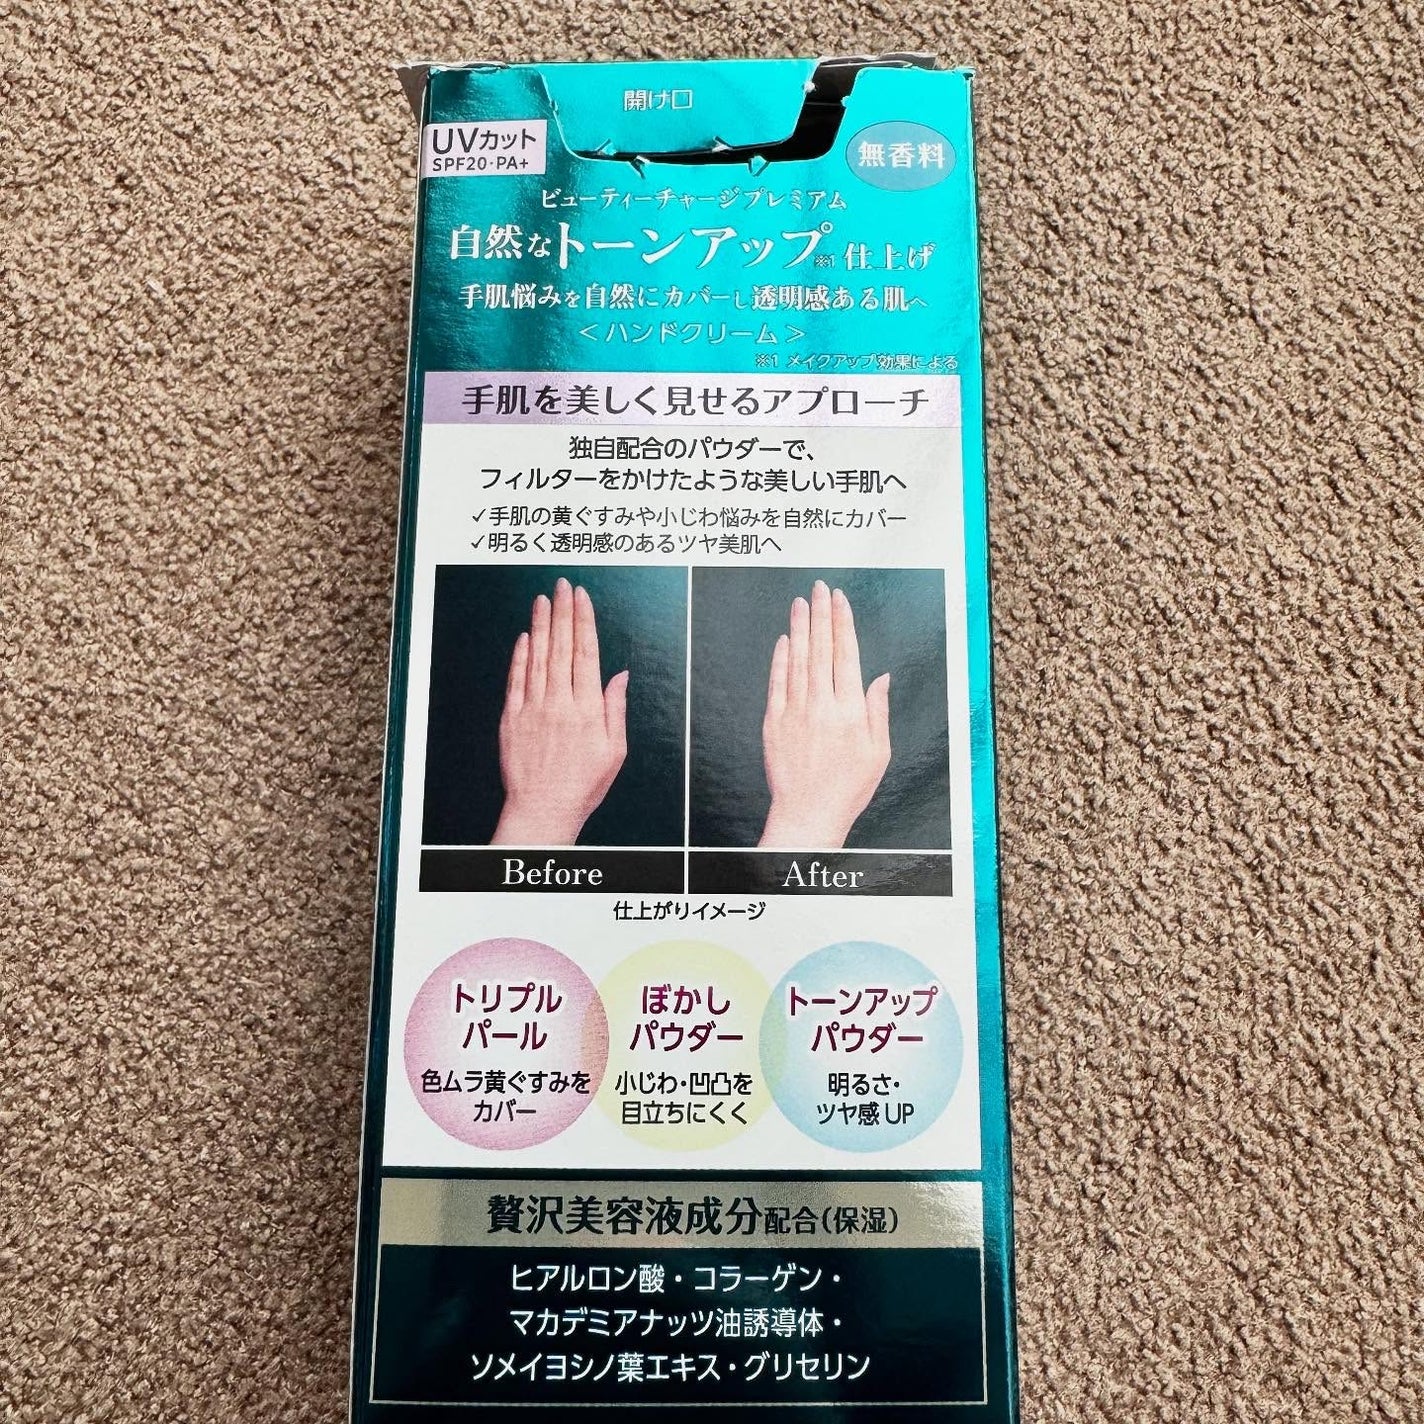 開け口
UVカット
SPF20·PA+
無香料
ビューティーチャージプレミアム
自然なトーンアップ※1仕上げ
手肌悩みを自然にカバーし透明感ある肌へ
<ハンドクリーム>
※1 メイクアップ効果による
手肌を美しく見せるアプローチ
独自配合のパウダーで、
フィルターをかけたような美しい手肌へ
✓手肌の黄ぐすみや小じわ悩みを自然にカバー
✓明るく透明感のあるツヤ美肌へ
Before
After
仕上がりイメージ
トリプル
パール
色ムラ黄ぐすみを
カバー
ぼかし
パウダー
小じわ・凹凸を
目立ちにくく
トーンアップ
パウダー
明るさ・
ツヤ感UP
贅沢美容液成分配合(保湿)
ヒアルロン酸・コラーゲン・
マカデミアナッツ油誘導体・
ソメイヨシノ葉エキス・グリセリン